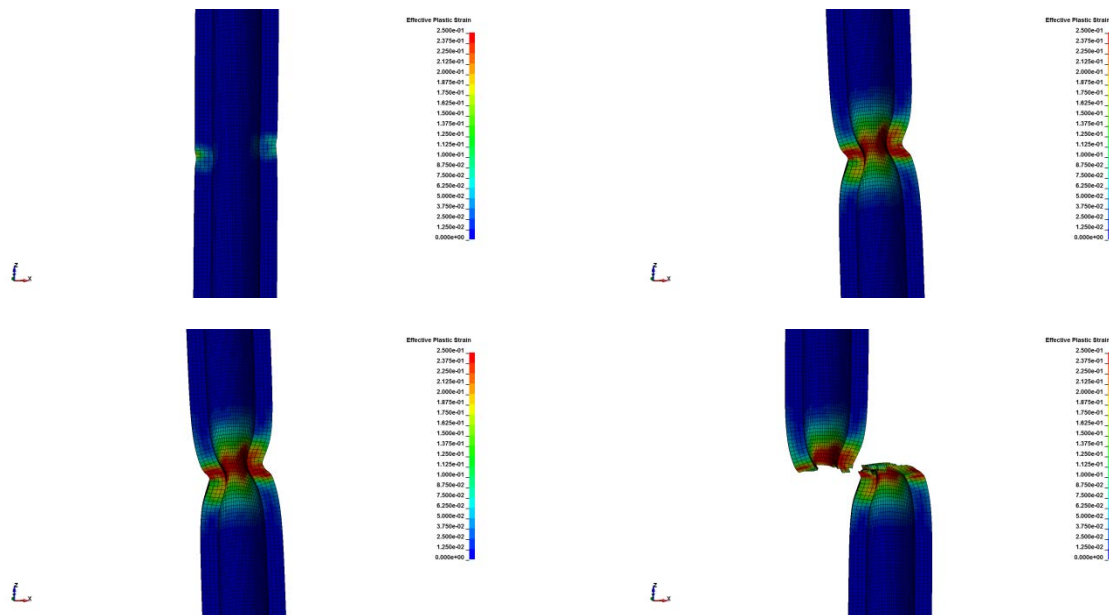 Effective Plastic Strain
2.500e-01
2.375e-01
2.250e-01
2.125e-01
2.000e-01
1.875e-01
1.750e-01
1.625e-01
1.500e-01
1.375e-01
1.250e-01
1.125e-01
1.000e-01
8.750e-02
7.500e-02
6.250e-02
5.000e-02
3.750e-02
2.500e-02
1.250e-02
0.000e+00
Z
X
Effective Plastic Strain
2.500e-01
2.375e-01
2.250e-01
2.125e-01
2.000e-01
1.875e-01
1.750e-01
1.625e-01
1.500e-01
1.375e-01
1.250e-01
1.125e-01
1.000e-01
8.750e-02
7.500e-02
6.250e-02
5.000e-02
3.750e-02
2.500e-02
1.250e-02
0.000e+00
Z
X
Effective Plastic Strain
2.500e-01
2.375e-01
2.250e-01
2.125e-01
2.000e-01
1.875e-01
1.750e-01
1.625e-01
1.500e-01
1.375e-01
1.250e-01
1.125e-01
1.000e-01
8.750e-02
7.500e-02
6.250e-02
5.000e-02
3.750e-02
2.500e-02
1.250e-02
0.000e+00
Z
X
Effective Plastic Strain
2.500e-01
2.375e-01
2.250e-01
2.125e-01
2.000e-01
1.875e-01
1.750e-01
1.625e-01
1.500e-01
1.375e-01
1.250e-01
1.125e-01
1.000e-01
8.750e-02
7.500e-02
6.250e-02
5.000e-02
3.750e-02
2.500e-02
1.250e-02
0.000e+00
Z
X